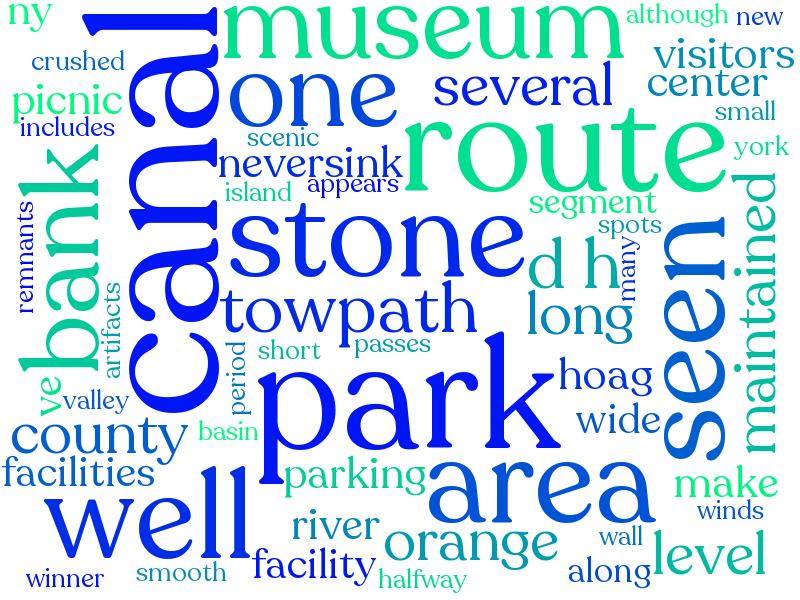 ny
canal
museum
although
new
crushed
one
several
visitors
center
picnic
includes
scenic
route
small
york
neversink
island
appears
segment
spots
bank
remnants
artifacts
stone
d h
many
seen
maintained
towpath
long
ve
valley
period
short
passes
park
hoag
wide
county
basin
facilities
parking
area
make
winds
well
river
orange
wall
level
winner
smooth
facility
halfway
along